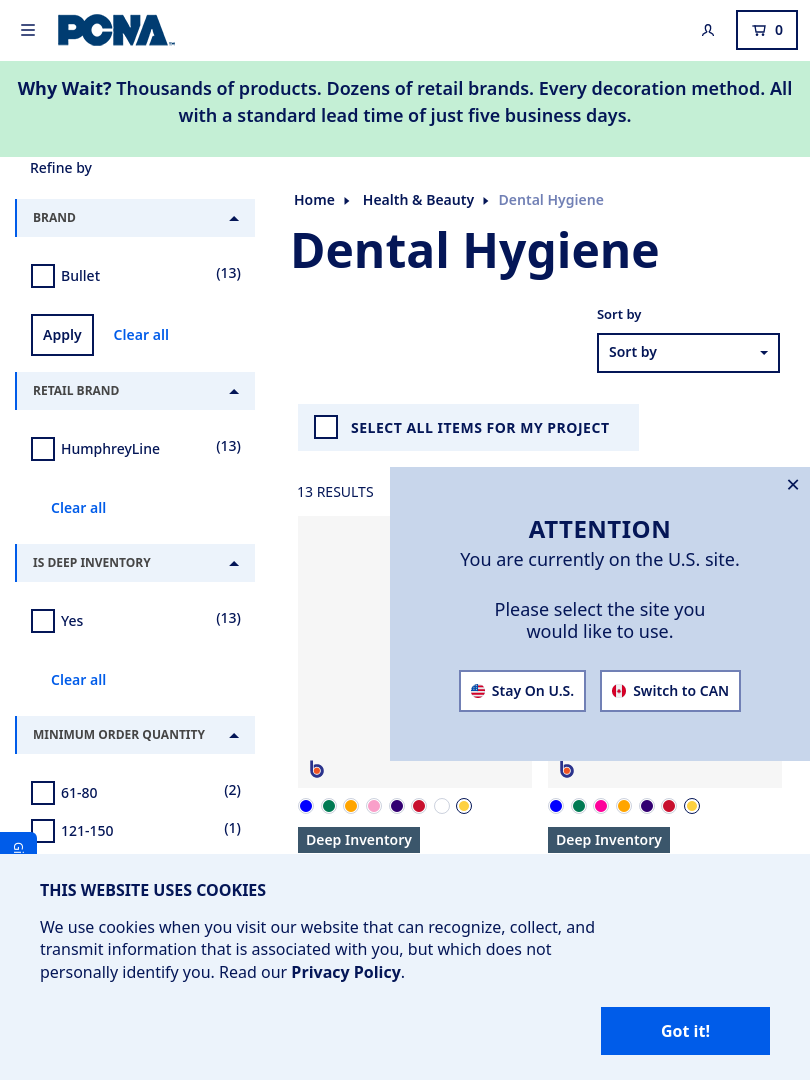 PCNA
0
Why Wait? Thousands of products. Dozens of retail brands. Every decoration method. All
with a standard lead time of just five business days.
Refine by
BRAND
Bullet (13)
Apply Clear all
RETAIL BRAND
HumphreyLine (13)
Clear all
IS DEEP INVENTORY
Yes (13)
Clear all
MINIMUM ORDER QUANTITY
61-80 (2)
121-150 (1)
Home Health & Beauty Dental Hygiene
Dental Hygiene
Sort by
Sort by
SELECT ALL ITEMS FOR MY PROJECT
13 RESULTS
ATTENTION
You are currently on the U.S. site.
Please select the site you
would like to use.
Stay On U.S. Switch to CAN
b b
Deep Inventory Deep Inventory
THIS WEBSITE USES COOKIES
We use cookies when you visit our website that can recognize, collect, and
transmit information that is associated with you, but which does not
personally identify you. Read our Privacy Policy.
Got it!